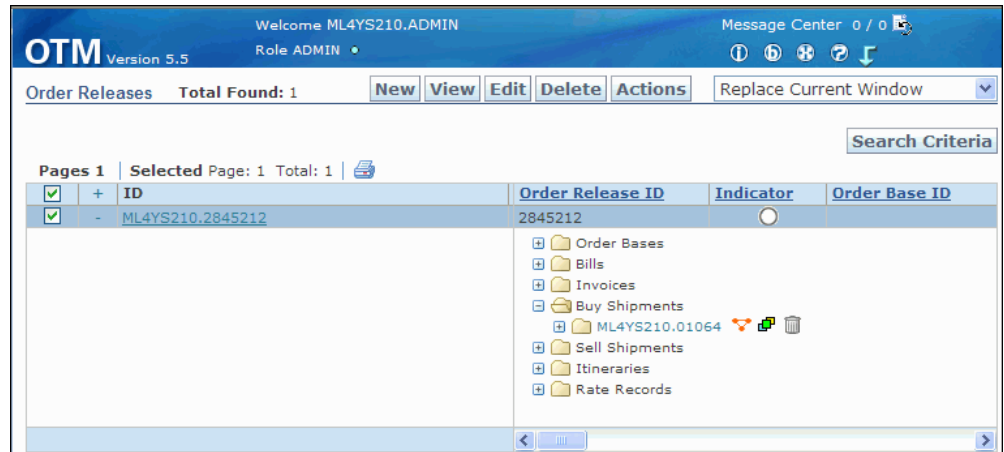 Welcome ML4YS210.ADMIN
Message Center 0 / 0
OTM Version 5.5
Role ADMIN
Order Releases Total Found: 1 New View Edit Delete Actions Replace Current Window
Search Criteria
Pages 1 Selected Page: 1 Total: 1
+ ID Order Release ID Indicator Order Base ID
- ML4YS210.2845212 2845212
Order Bases
Bills
Invoices
Buy Shipments
ML4YS210.01064
Sell Shipments
Itineraries
Rate Records